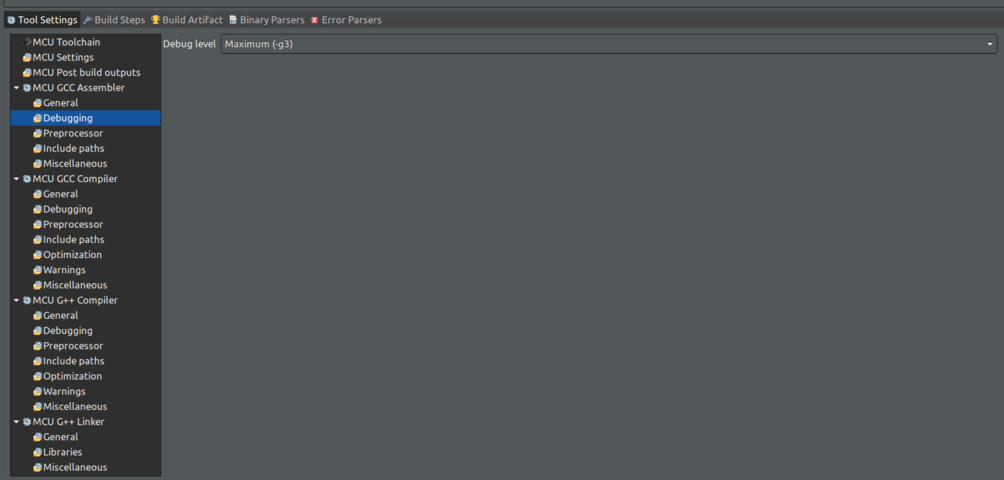 Tool Settings Build Steps Build Artifact Binary Parsers Error Parsers
MCU Toolchain
Debug level Maximum (-g3)
MCU Settings
MCU Post build outputs
MCU GCC Assembler
General
Debugging
Preprocessor
Include paths
Miscellaneous
MCU GCC Compiler
General
Debugging
Preprocessor
Include paths
Optimization
Warnings
Miscellaneous
MCU G++ Compiler
General
Debugging
Preprocessor
Include paths
Optimization
Warnings
Miscellaneous
MCU G++ Linker
General
Libraries
Miscellaneous